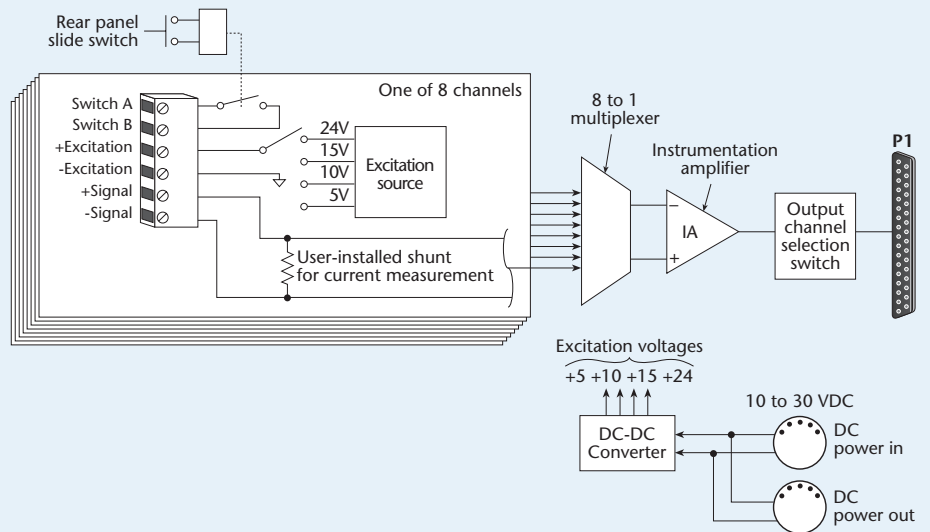 Rear panel
slide switch
One of 8 channels
Switch A
Switch B
+Excitation
-Excitation
+Signal
-Signal
24V
15V
10V
5V
Excitation
source
User-installed shunt
for current measurement
8 to 1
multiplexer
Instrumentation
amplifier
−
IA
+
Output
channel
selection
switch
P1
Excitation voltages
+5 +10 +15 +24
DC-DC
Converter
10 to 30 VDC
DC
power in
DC
power out